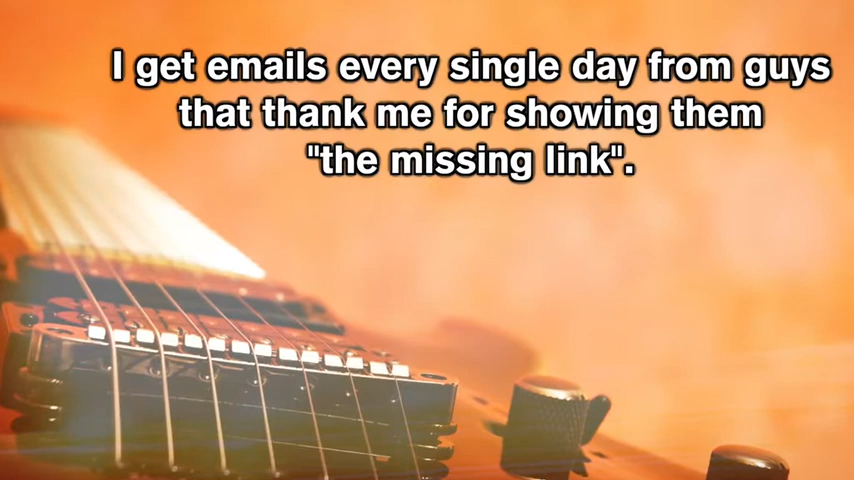 I get emails every single day from guys
that thank me for showing them
"the missing link".